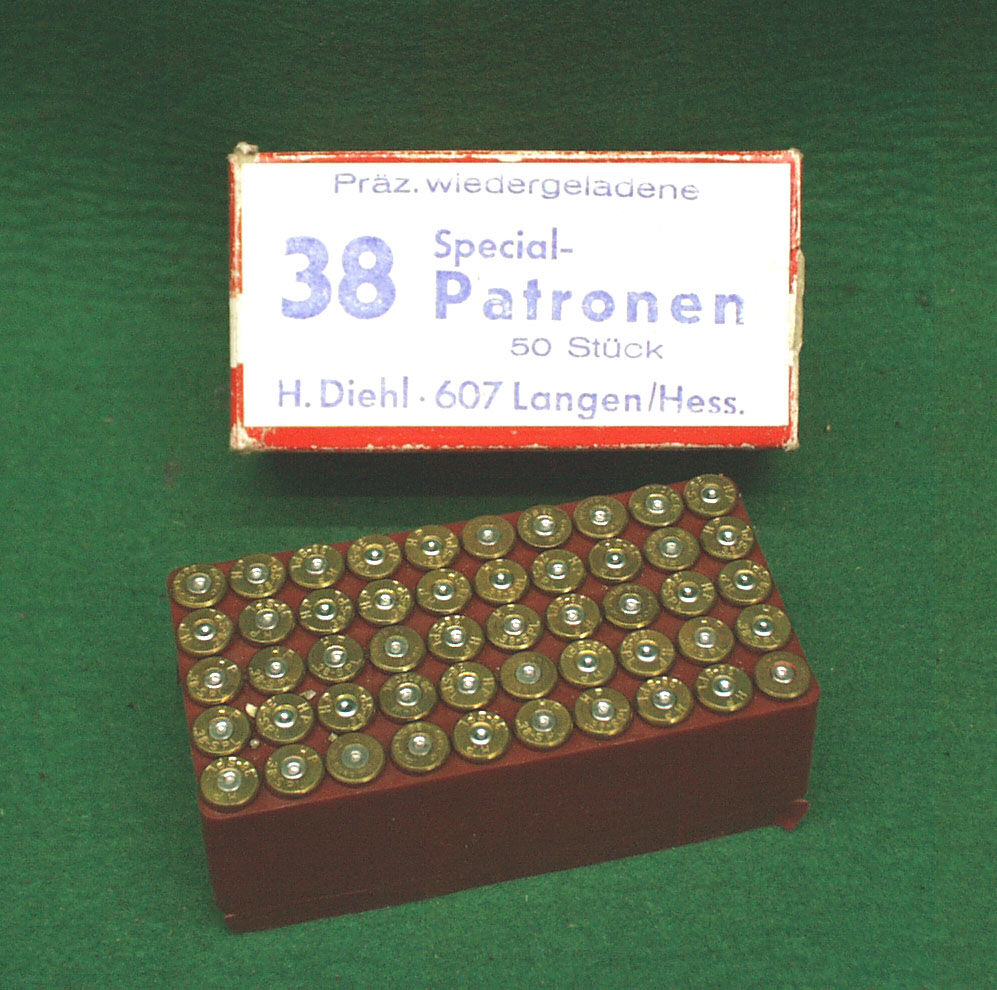 Präz. wiedergeladene
38 Special-
Patronen
50 Stück
H. Diehl · 607 Langen/Hess.